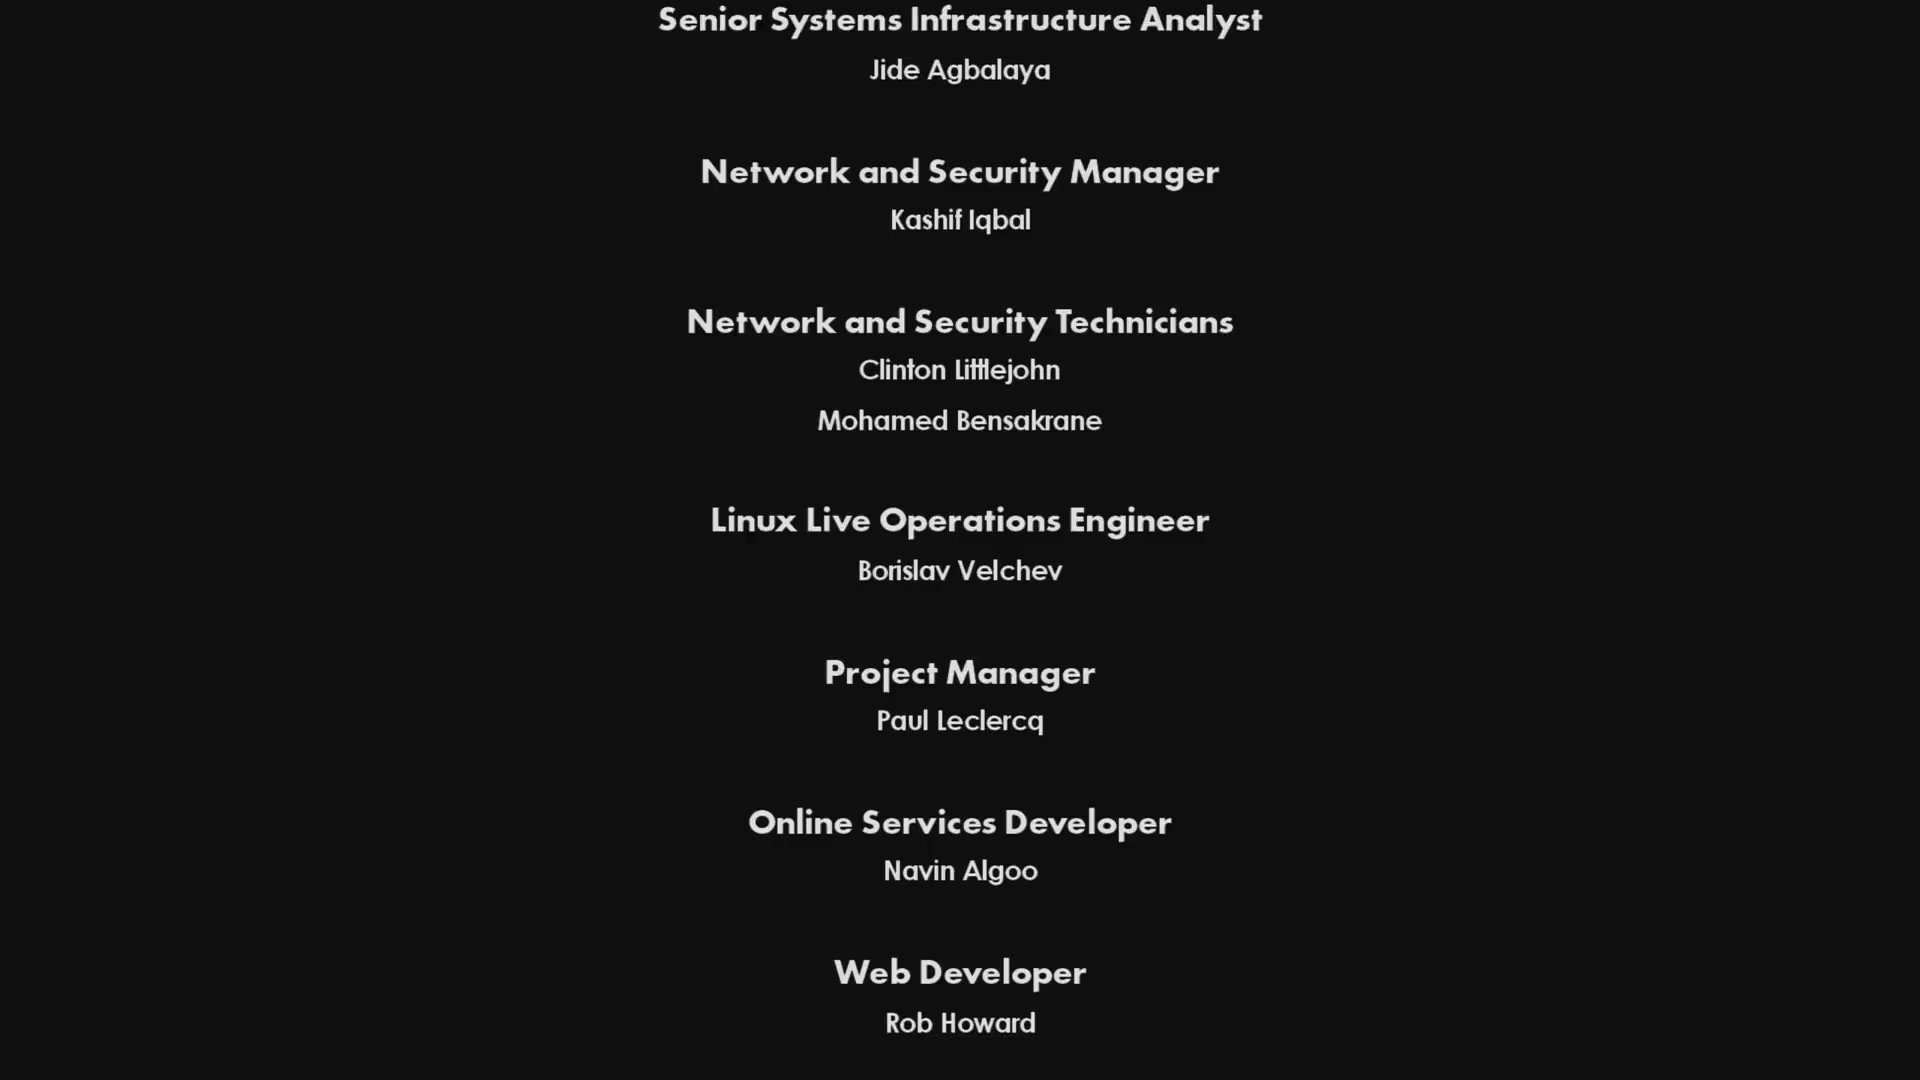 Senior Systems Infrastructure Analyst
Jide Agbalaya
Network and Security Manager
Kashif Iqbal
Network and Security Technicians
Clinton Littlejohn
Mohamed Bensakrane
Linux Live Operations Engineer
Borislav Velchev
Project Manager
Paul Leclercq
Online Services Developer
Navin Algoo
Web Developer
Rob Howard